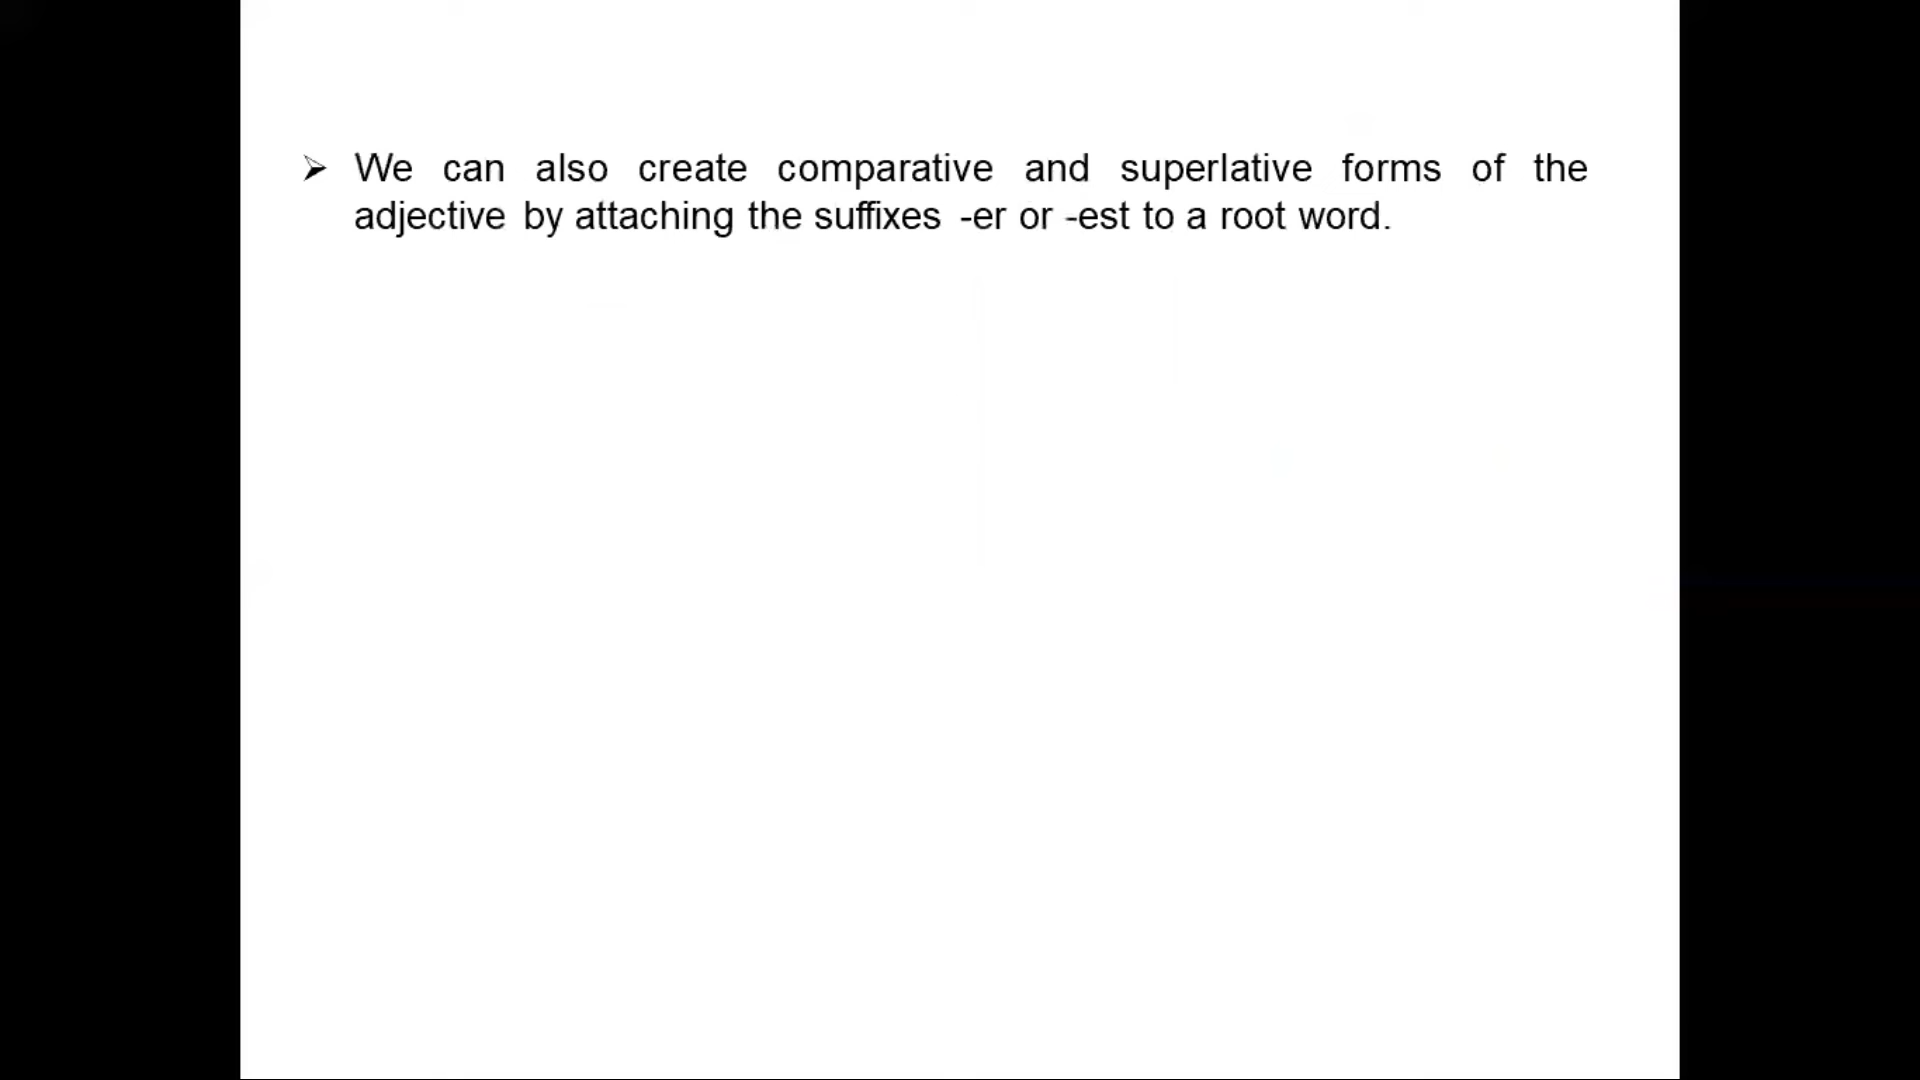 ➢ We can also create comparative and superlative forms of the
adjective by attaching the suffixes -er or -est to a root word.